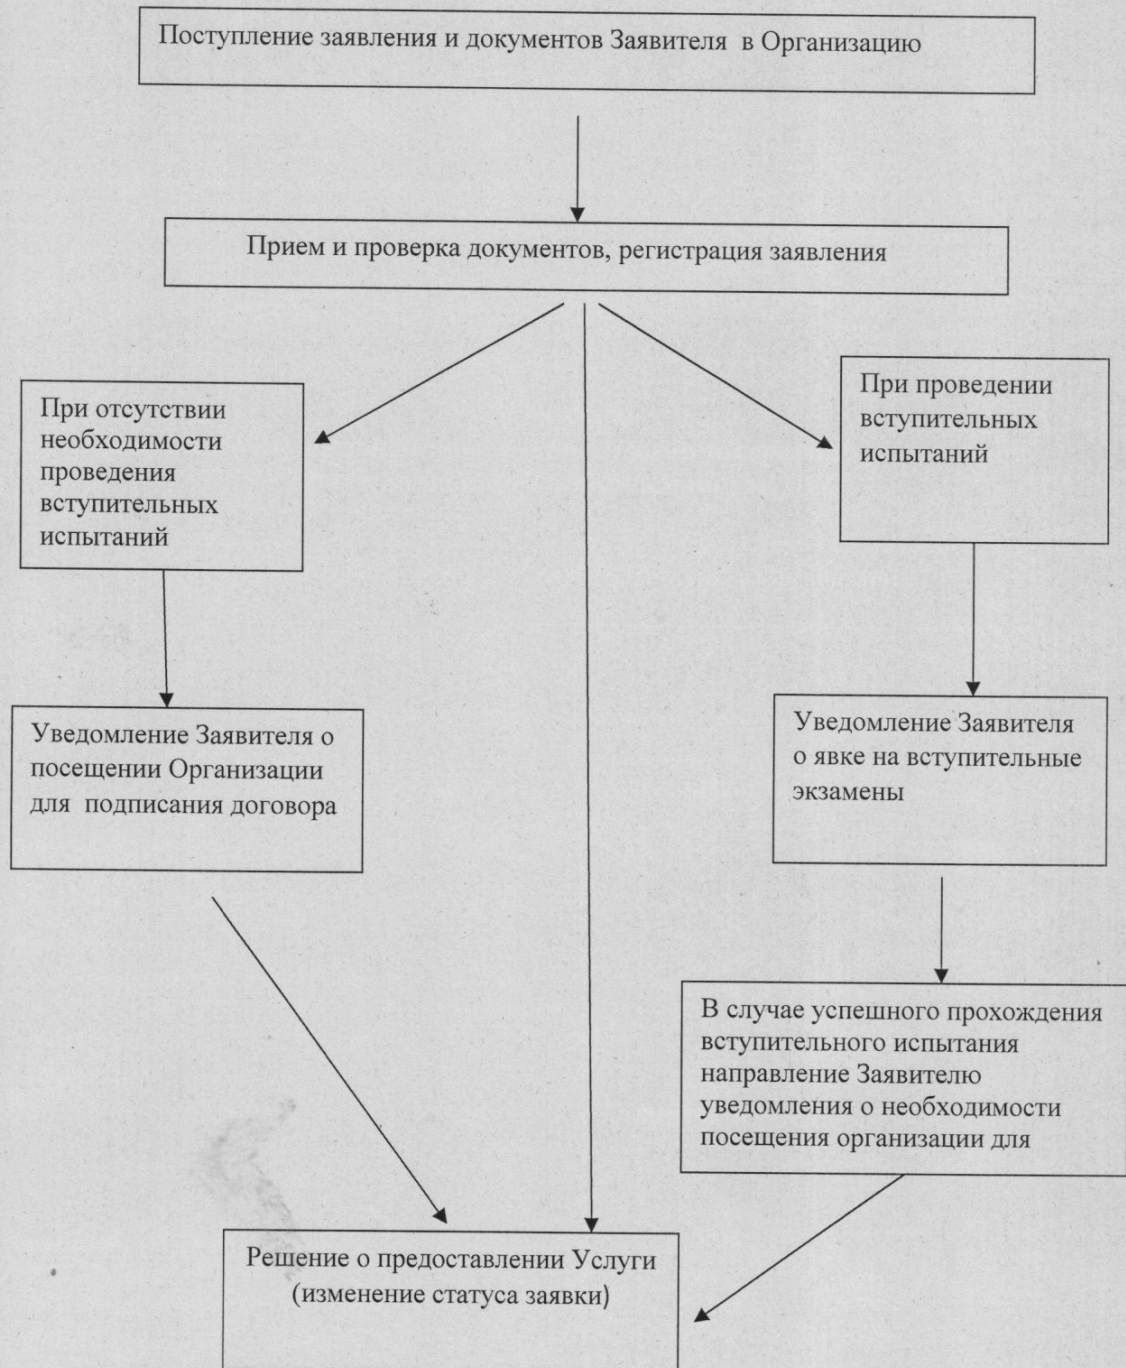 Поступление заявления и документов Заявителя в Организацию
Прием и проверка документов, регистрация заявления
При отсутствии
необходимости
проведения
вступительных
испытаний
При проведении
вступительных
испытаний
Уведомление Заявителя о
посещении Организации
для подписания договора
Уведомление Заявителя
о явке на вступительные
экзамены
В случае успешного прохождения
вступительного испытания
направление Заявителю
уведомления о необходимости
посещения организации для
Решение о предоставлении Услуги
(изменение статуса заявки)